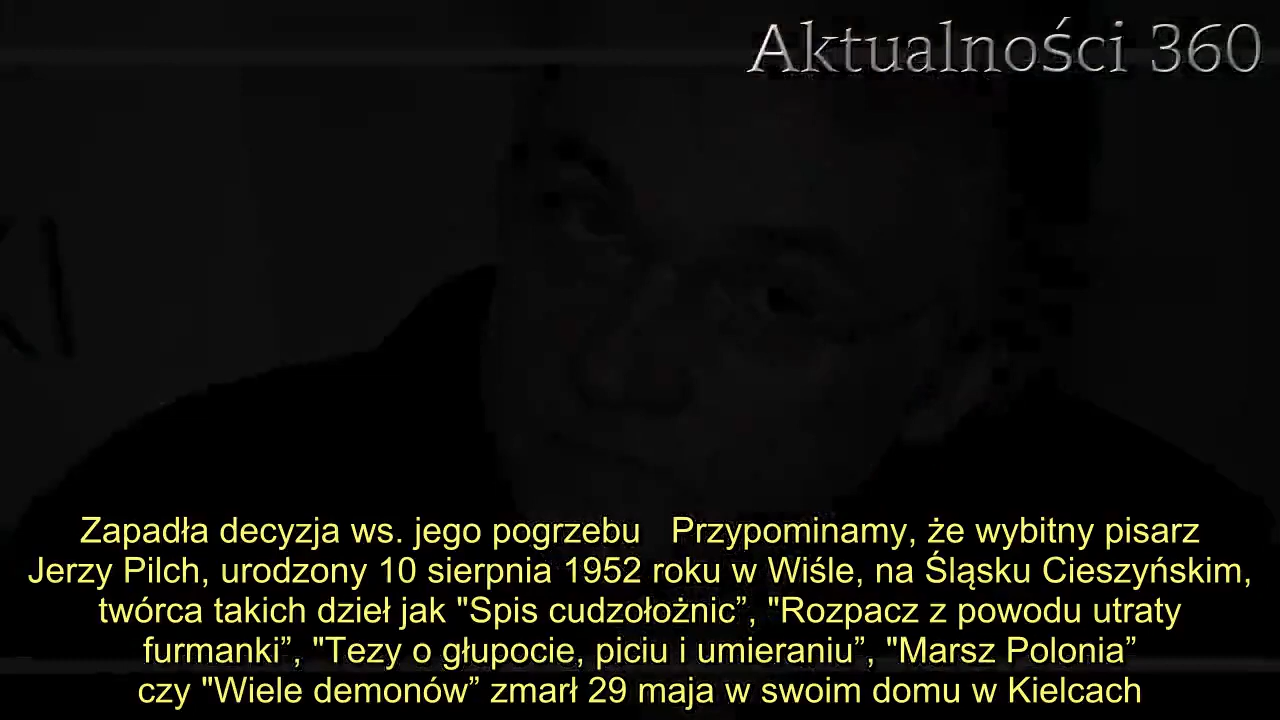 Aktualności 360
Zapadła decyzja ws. jego pogrzebu   Przypominamy, że wybitny pisarz
Jerzy Pilch, urodzony 10 sierpnia 1952 roku w Wiśle, na Śląsku Cieszyńskim,
twórca takich dzieł jak "Spis cudzołożnic”, "Rozpacz z powodu utraty
furmanki”, "Tezy o głupocie, piciu i umieraniu”, "Marsz Polonia”
czy "Wiele demonów” zmarł 29 maja w swoim domu w Kielcach